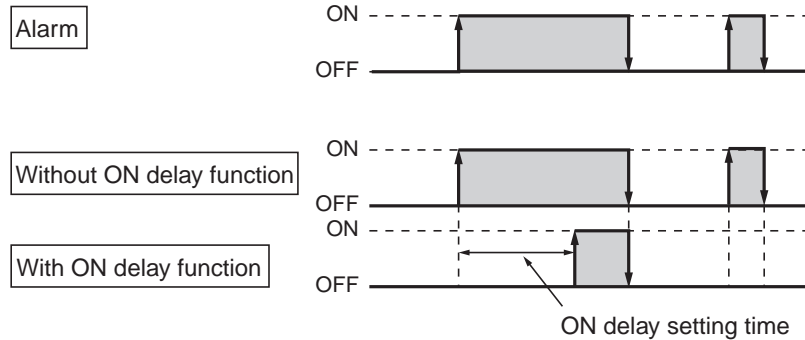 ON
Alarm
OFF
ON
Without ON delay function
OFF
ON
With ON delay function
OFF
ON delay setting time